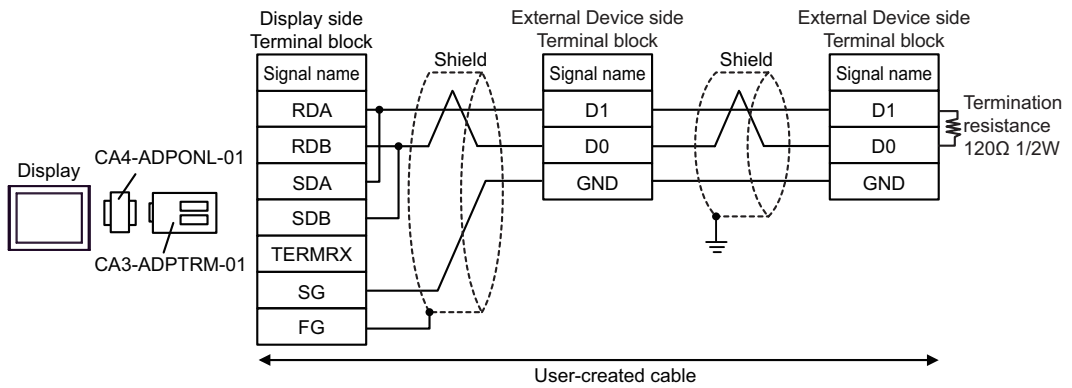 Display side
Terminal block
External Device side
Terminal block
External Device side
Terminal block
Shield
Shield
Signal name
RDA
RDB
SDA
SDB
TERMRX
SG
FG
Signal name
D1
D0
GND
Signal name
D1
D0
GND
Termination
resistance
120Ω 1/2W
Display
CA4-ADPONL-01
CA3-ADPTRM-01
User-created cable